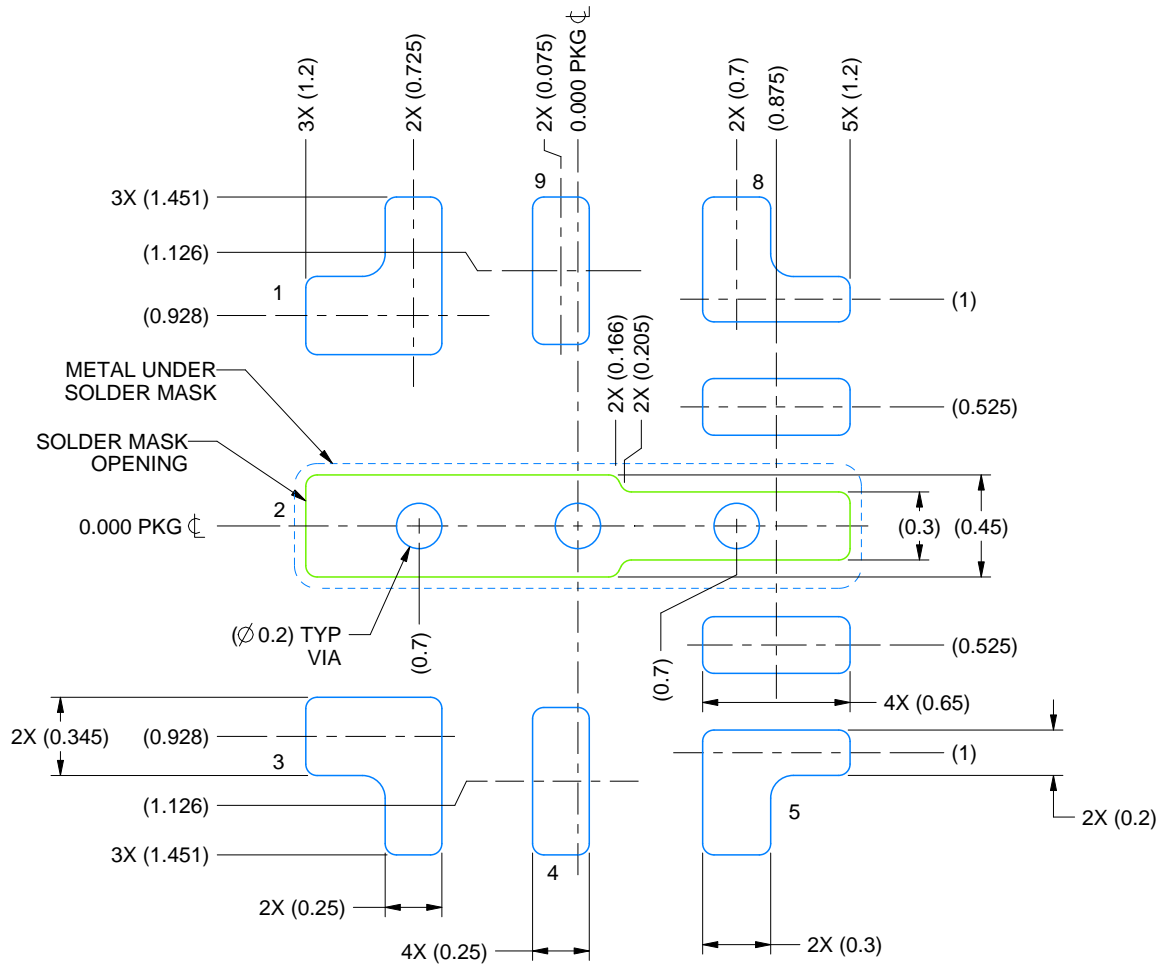 3X (1.2)
2X (0.725)
2X (0.075)
0.000 PKG ℄
2X (0.7)
(0.875)
5X (1.2)
3X (1.451)
9
8
(1.126)
1
(0.928)
(1)
2X (0.166)
2X (0.205)
METAL UNDER
SOLDER MASK
(0.525)
SOLDER MASK
OPENING
2
0.000 PKG ℄
(0.3)
(0.45)
(∅ 0.2) TYP
VIA
(0.7)
(0.7)
(0.525)
4X (0.65)
2X (0.345)
(0.928)
3
(1)
(1.126)
5
2X (0.2)
3X (1.451)
4
2X (0.25)
4X (0.25)
2X (0.3)